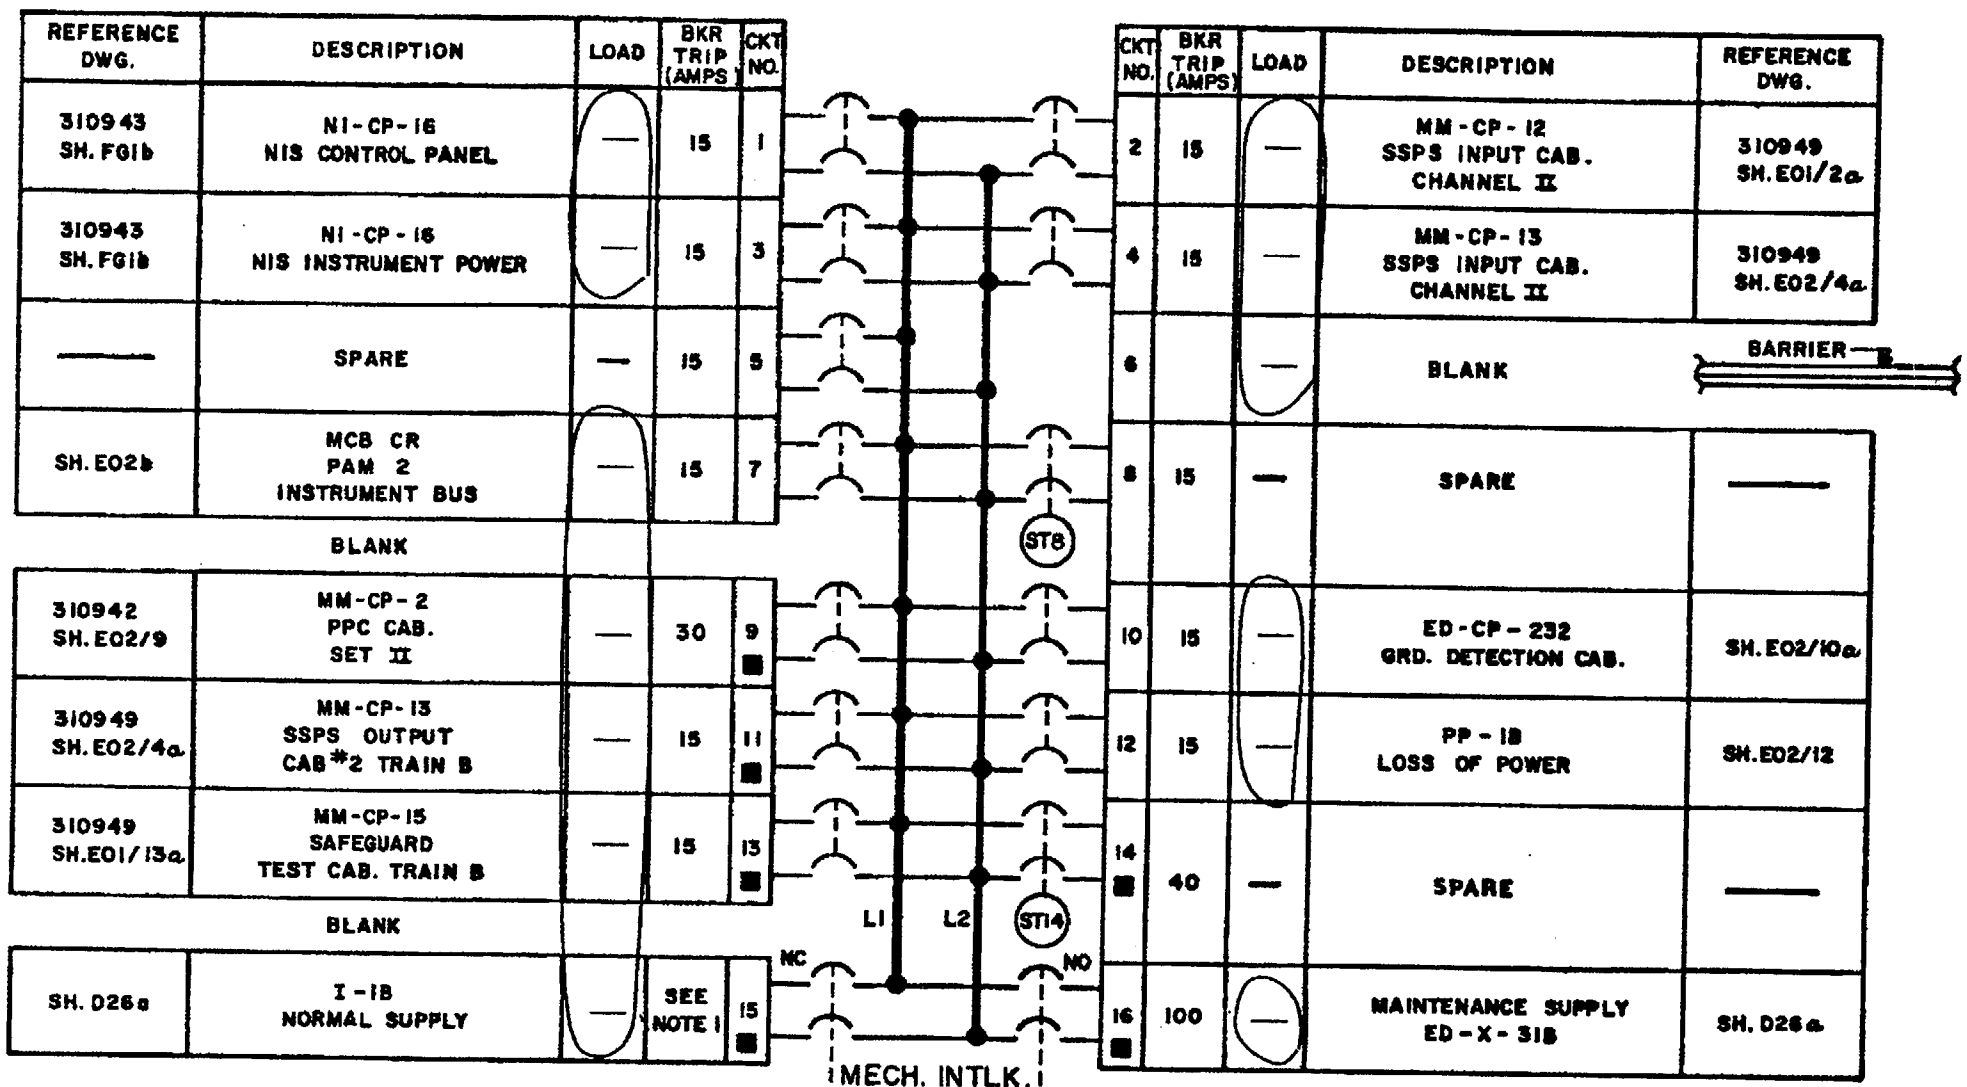 REFERENCE DWG. DESCRIPTION LOAD BKR TRIP (AMPS) CKT NO.
310943 SH. FG1b NI-CP-16 NIS CONTROL PANEL — 15 1
310943 SH. FG1b NI-CP-16 NIS INSTRUMENT POWER — 15 3
— SPARE — 15 5
SH. EO2b MCB CR PAM 2 INSTRUMENT BUS — 15 7
BLANK
310942 SH. EO2/9 MM-CP-2 PPC CAB. SET II — 30 9
310949 SH. EO2/4a MM-CP-13 SSPS OUTPUT CAB #2 TRAIN B — 15 11
310949 SH.EO1/13a MM-CP-15 SAFEGUARD TEST CAB. TRAIN B — 15 13
BLANK
SH. D26a I-1B NORMAL SUPPLY — SEE NOTE 1 15
ST8
L1 L2 ST14
NC NO
MECH. INTLK.
CKT NO. BKR TRIP (AMPS) LOAD DESCRIPTION REFERENCE DWG.
2 15 — MM-CP-12 SSPS INPUT CAB. CHANNEL II 310949 SH.EO1/2a
4 15 — MM-CP-13 SSPS INPUT CAB. CHANNEL II 310949 SH.EO2/4a
6 — BLANK BARRIER
8 15 — SPARE —
10 15 — ED-CP-232 GRD. DETECTION CAB. SH.EO2/10a
12 15 — PP-1B LOSS OF POWER SH.EO2/12
14 40 — SPARE —
16 100 — MAINTENANCE SUPPLY ED-X-31B SH. D26a